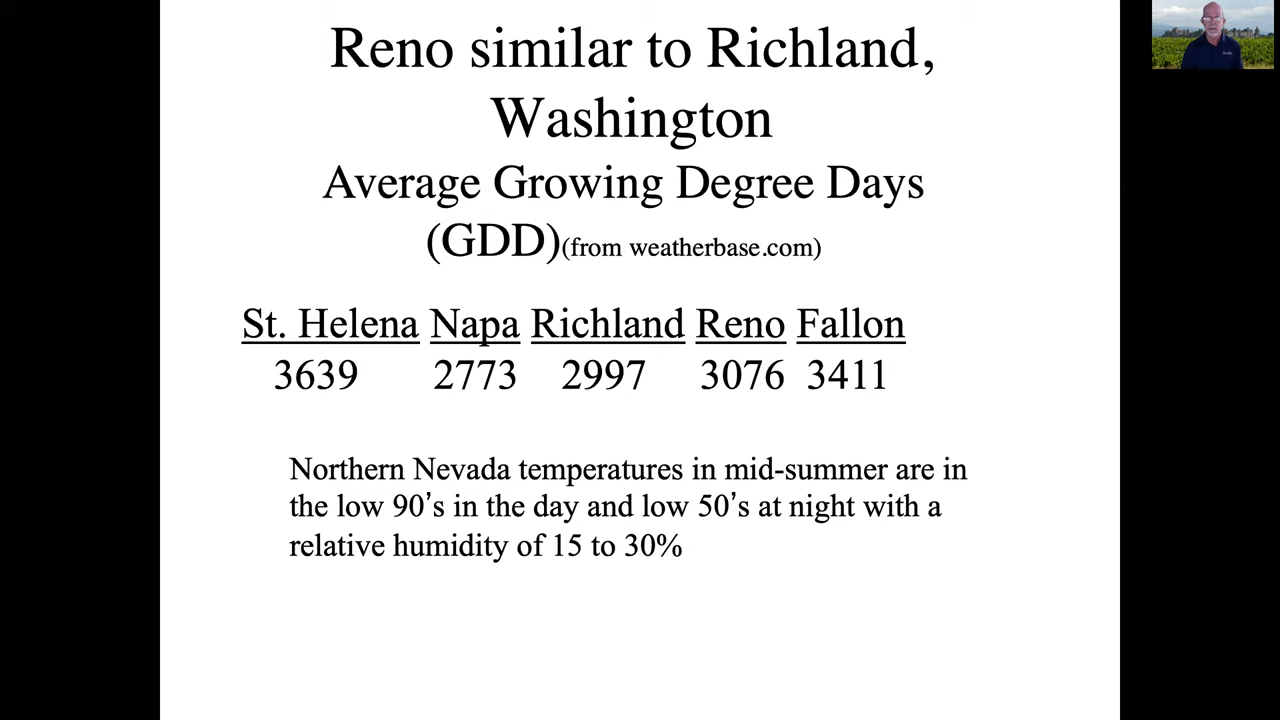 Reno similar to Richland,
Washington
Average Growing Degree Days
(GDD)(from weatherbase.com)
St. Helena Napa Richland Reno Fallon
3639 2773 2997 3076 3411
Northern Nevada temperatures in mid-summer are in
the low 90’s in the day and low 50’s at night with a
relative humidity of 15 to 30%